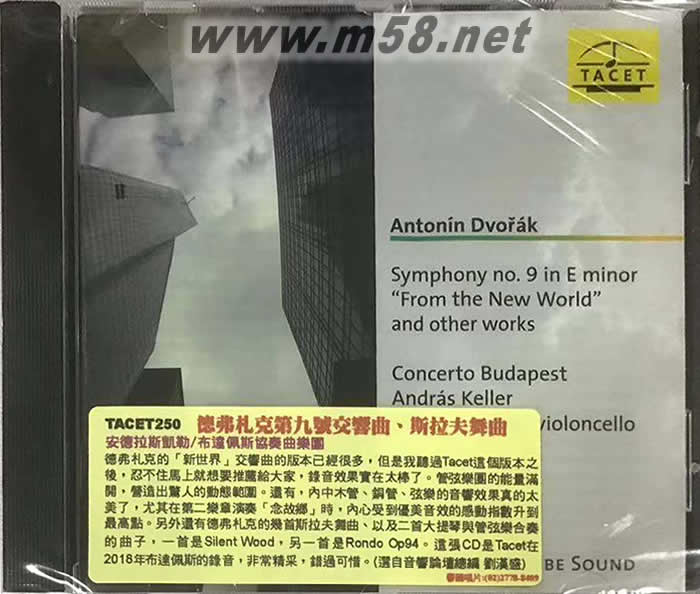 www.m58.net
TACET
Antonín Dvořák
Symphony no. 9 in E minor
"From the New World"
and other works
Concerto Budapest
András Keller
violoncello
TACET250 德弗札克第九號交響曲、斯拉夫舞曲
安德拉斯凱勒/布達佩斯協奏曲樂團
德弗札克的「新世界」交響曲的版本已經很多，但是我聽過Tacet這個版本之
後，忍不住馬上就想要推薦給大家，錄音效果實在太棒了。管弦樂團的能量滿
開，營造出驚人的動態範圍。還有，內中木管、銅管、弦樂的音響效果真的太
美了，尤其在第二樂章演奏「念故鄉」時，內心受到優美音效的感動指數升到
最高點。另外還有德弗札克的幾首斯拉夫舞曲、以及二首大提琴與管弦樂合奏
的曲子，一首是Silent Wood，另一首是Rondo Op94。這張CD是Tacet在
2018年布達佩斯的錄音，非常精采，錯過可惜。(選自音響論壇總編 劉漢盛)
BE SOUND